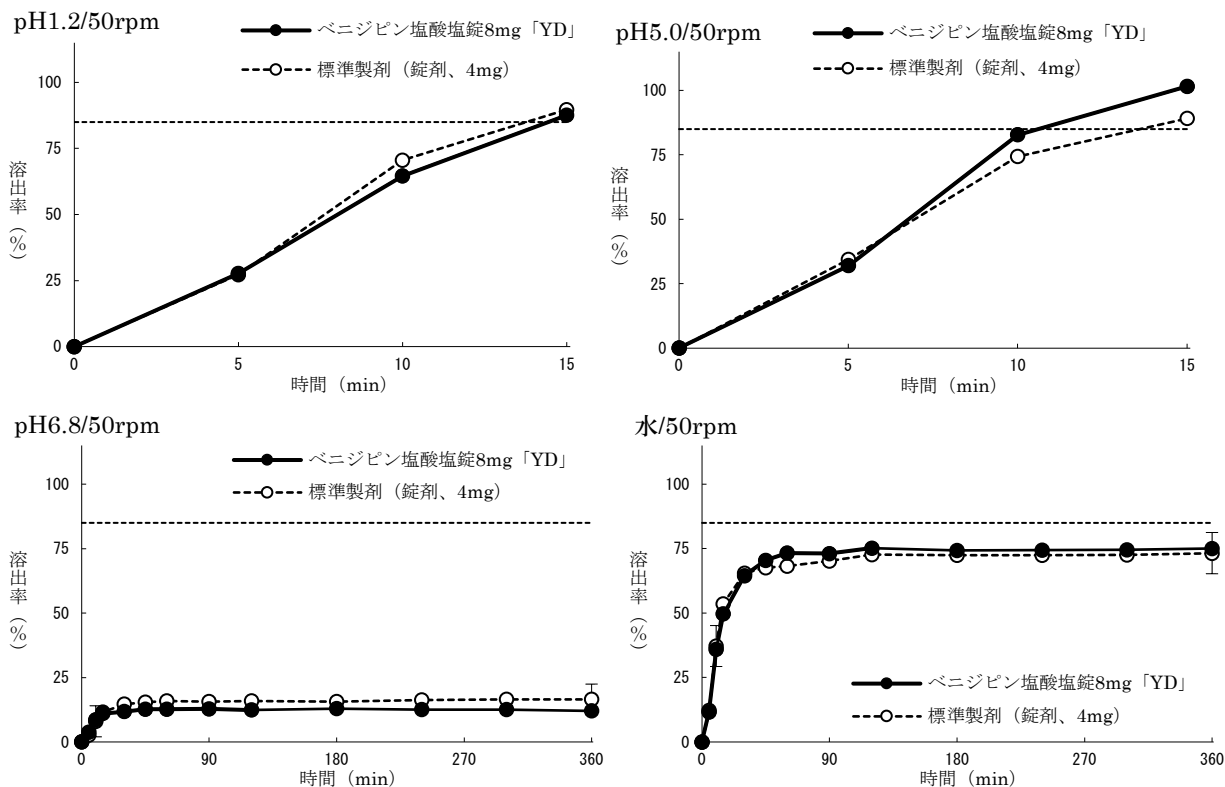 pH1.2/50rpm
ベニジピン塩酸塩錠8mg「YD」
標準製剤（錠剤、4mg）
100
75
50
25
0
溶出率（%）
0 5 10 15
時間（min）
pH5.0/50rpm
ベニジピン塩酸塩錠8mg「YD」
標準製剤（錠剤、4mg）
100
75
50
25
0
溶出率（%）
0 5 10 15
時間（min）
pH6.8/50rpm
ベニジピン塩酸塩錠8mg「YD」
標準製剤（錠剤、4mg）
100
75
50
25
0
溶出率（%）
0 90 180 270 360
時間（min）
水/50rpm
100
75
50
25
0
溶出率（%）
ベニジピン塩酸塩錠8mg「YD」
標準製剤（錠剤、4mg）
0 90 180 270 360
時間（min）